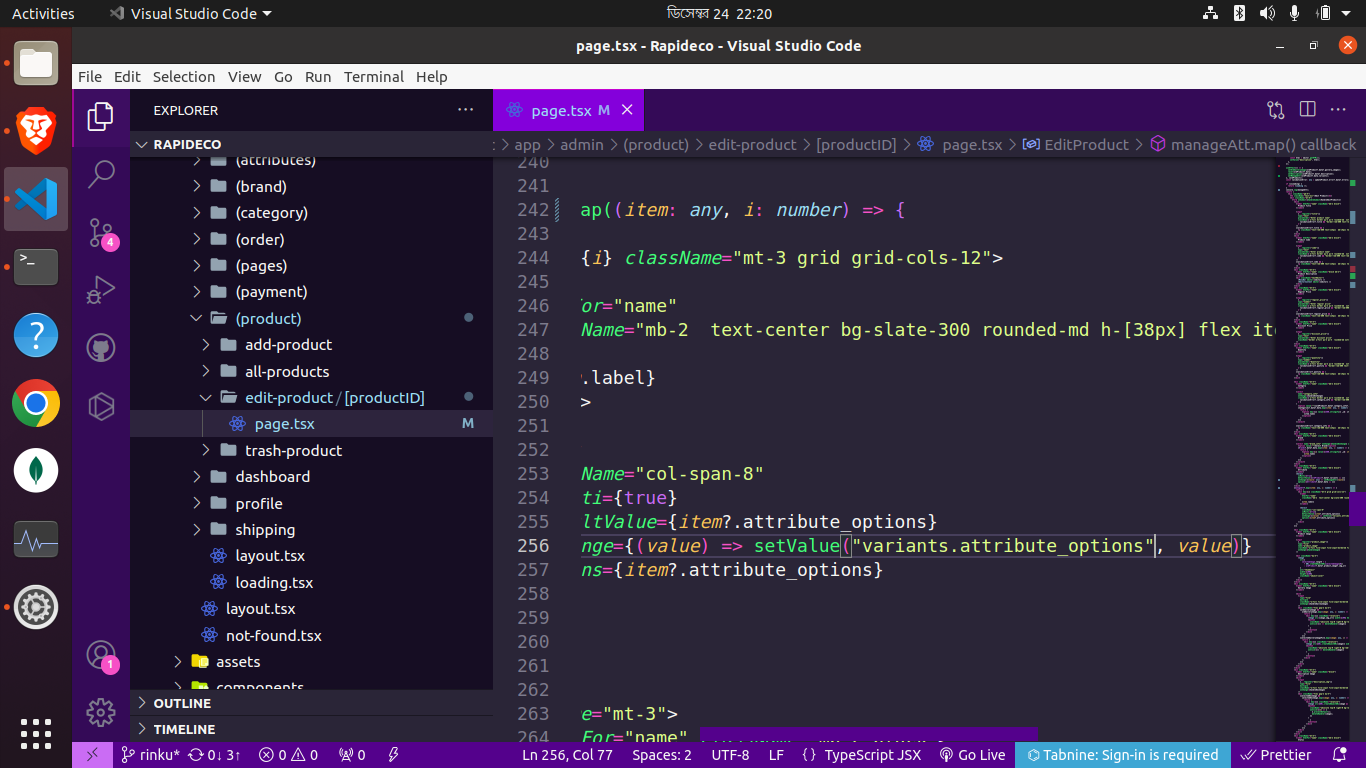 Activities
Visual Studio Code
ডিসেম্বর 24 22:20
page.tsx - Rapideco - Visual Studio Code
File Edit Selection View Go Run Terminal Help
EXPLORER
page.tsx M
RAPIDECO
app > admin > (product) > edit-product > [productID] > page.tsx > EditProduct > manageAtt.map() callback
(attributes)
(brand)
(category)
(order)
(pages)
(payment)
(product)
add-product
all-products
edit-product / [productID]
page.tsx M
trash-product
dashboard
profile
shipping
layout.tsx
loading.tsx
layout.tsx
not-found.tsx
assets
components
OUTLINE
TIMELINE
4
1
240
241
242 ap((item: any, i: number) => {
243
244 {i} className="mt-3 grid grid-cols-12">
245
246 or="name"
247 Name="mb-2  text-center bg-slate-300 rounded-md h-[38px] flex ite
248
249 .label}
250 >
251
252
253 Name="col-span-8"
254 ti={true}
255 ltValue={item?.attribute_options}
256 nge={(value) => setValue("variants.attribute_options", value)}
257 ns={item?.attribute_options}
258
259
260
261
262
263 e="mt-3">
264 For="name"
rinku* 0↓ 3↑ 0 0 0
Ln 256, Col 77 Spaces: 2 UTF-8 LF {} TypeScript JSX Go Live Tabnine: Sign-in is required Prettier